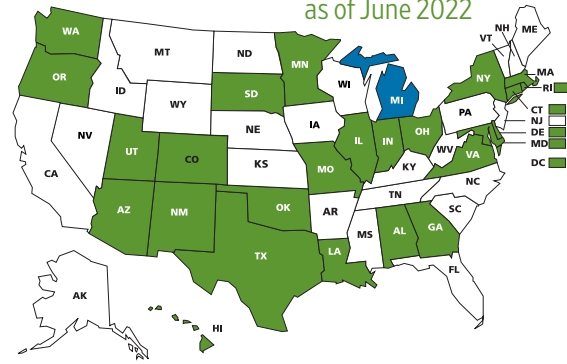 as of June 2022
WA
MT
ND
MN
VT
NH
ME
OR
ID
SD
WI
MI
NY
MA
RI
WY
IA
PA
CT
NJ
DE
MD
DC
NV
UT
CO
NE
IL
IN
OH
WV
VA
CA
KS
MO
KY
NC
AZ
NM
OK
AR
TN
SC
TX
LA
MS
AL
GA
FL
AK
HI